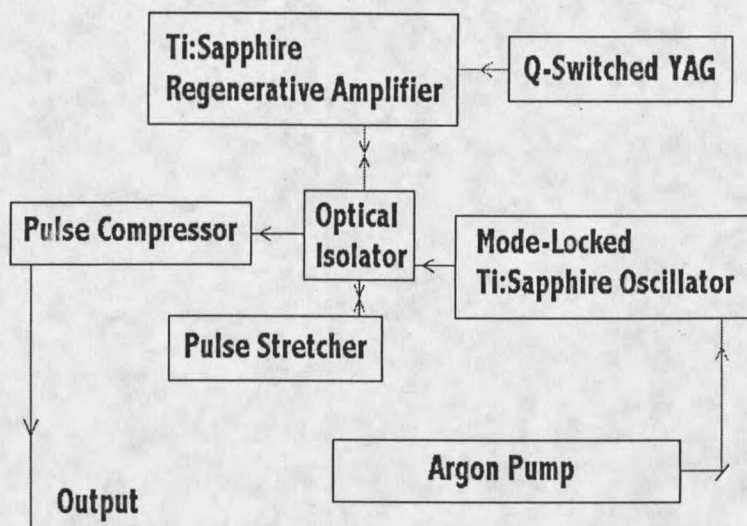 Ti:Sapphire
Regenerative Amplifier
Q-Switched YAG
Pulse Compressor
Optical
Isolator
Mode-Locked
Ti:Sapphire Oscillator
Pulse Stretcher
Argon Pump
Output